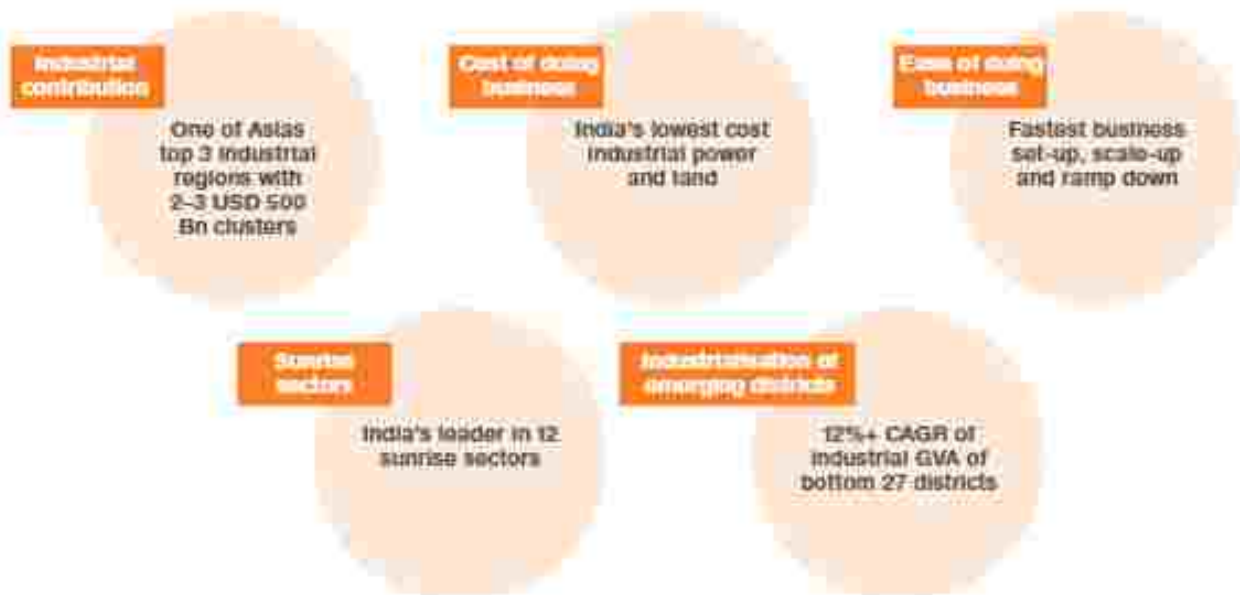 Industrial
contribution
One of Asias
top 3 industrial
regions with
2–3 USD 500
Bn clusters
Cost of doing
business
India's lowest cost
industrial power
and land
Ease of doing
business
Fastest business
set-up, scale-up
and ramp down
Sunrise
sectors
India's leader in 12
sunrise sectors
Industrialisation of
emerging districts
12%+ CAGR of
industrial GVA of
bottom 27 districts